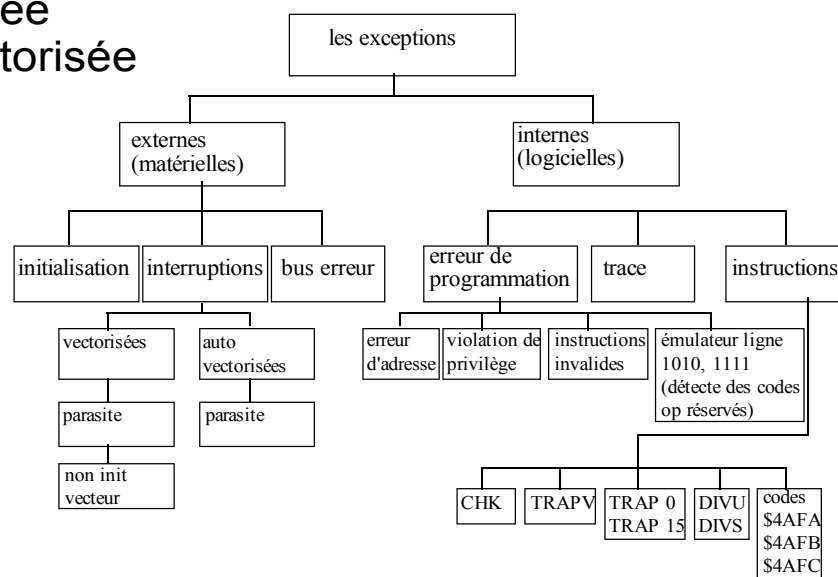 ée
torisée
les exceptions
externes
(matérielles)
internes
(logicielles)
initialisation
interruptions
bus erreur
erreur de
programmation
trace
instructions
vectorisées
auto
vectorisées
erreur
d'adresse
violation de
privilège
instructions
invalides
émulateur ligne
1010, 1111
(détecte des codes
op réservés)
parasite
parasite
non init
vecteur
CHK
TRAPV
TRAP 0
TRAP 15
DIVU
DIVS
codes
$4AFA
$4AFB
$4AFC